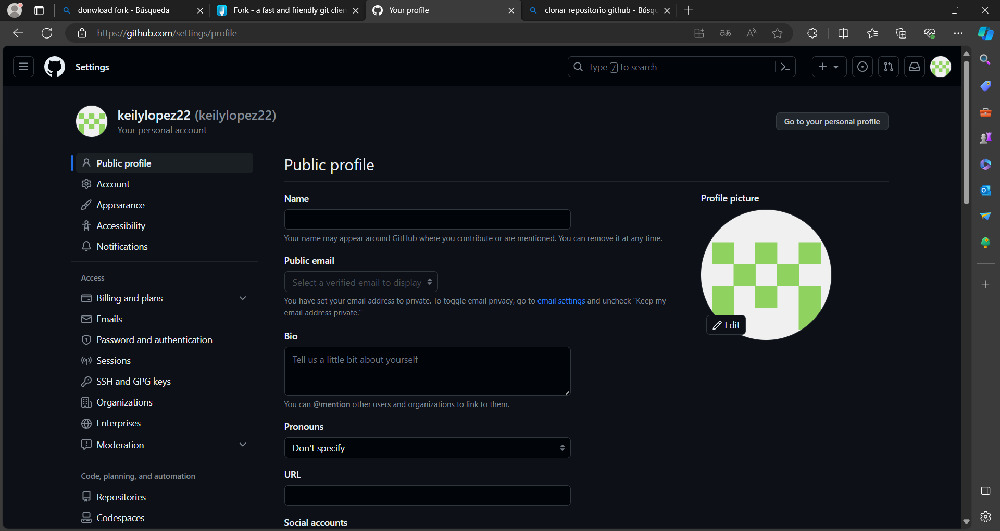 donwload fork - Búsqueda
Fork - a fast and friendly git clien
Your profile
clonar repositorio github - Búsqu
https://github.com/settings/profile
Settings
Type / to search
keilylopez22 (keilylopez22)
Your personal account
Go to your personal profile
Public profile
Account
Appearance
Accessibility
Notifications
Access
Billing and plans
Emails
Password and authentication
Sessions
SSH and GPG keys
Organizations
Enterprises
Moderation
Code, planning, and automation
Repositories
Codespaces
Public profile
Name
Your name may appear around GitHub where you contribute or are mentioned. You can remove it at any time.
Public email
Select a verified email to display
You have set your email address to private. To toggle email privacy, go to email settings and uncheck "Keep my
email address private."
Bio
Tell us a little bit about yourself
You can @mention other users and organizations to link to them.
Pronouns
Don't specify
URL
Social accounts
Profile picture
Edit